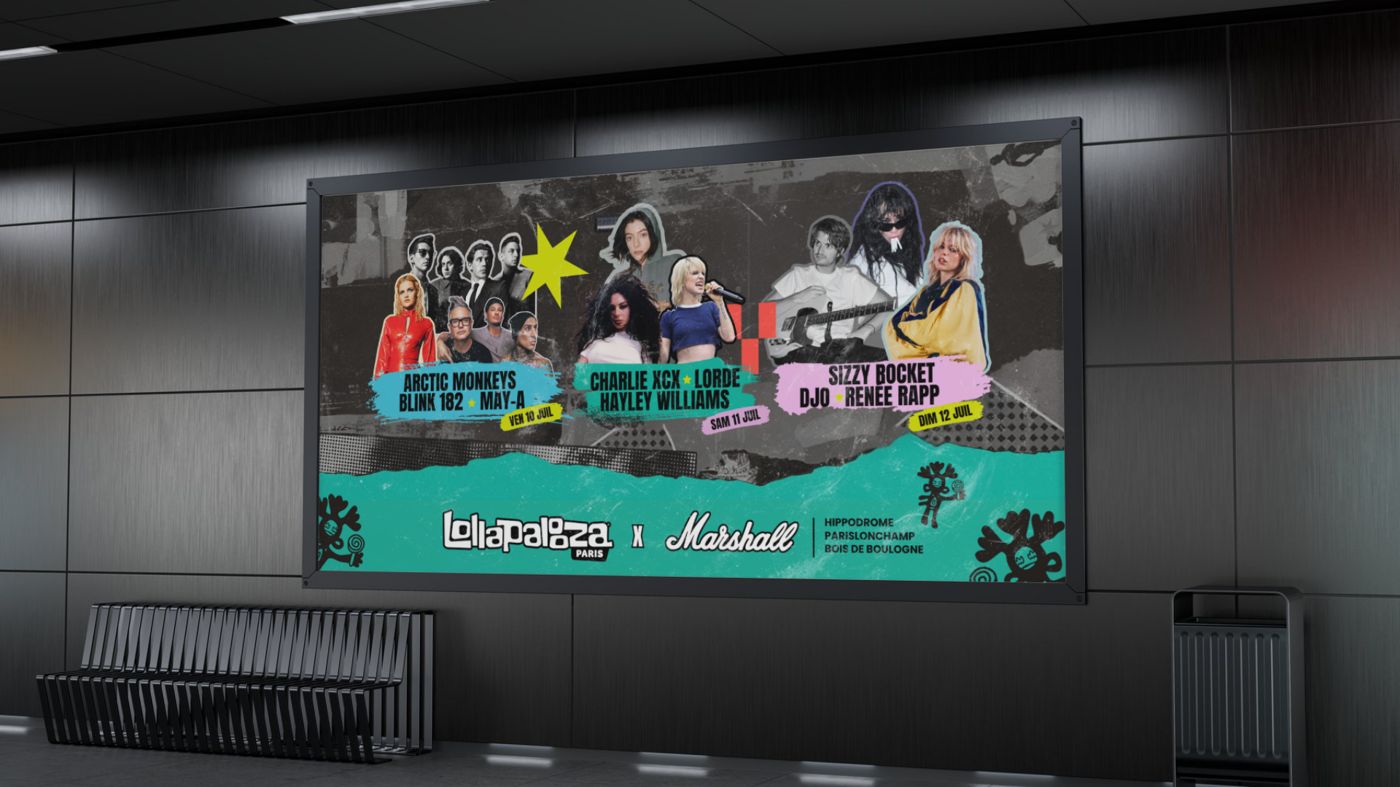 ARCTIC MONKEYS
BLINK 182 ★ MAY-A
VEN 10 JUIL
CHARLIE XCX ★ LORDE
HAYLEY WILLIAMS
SAM 11 JUIL
SIZZY ROCKET
DJO ★ RENEÉ RAPP
DIM 12 JUIL
Lollapalooza
PARIS
X
Marshall
HIPPODROME
PARISLONCHAMP
BOIS DE BOULOGNE